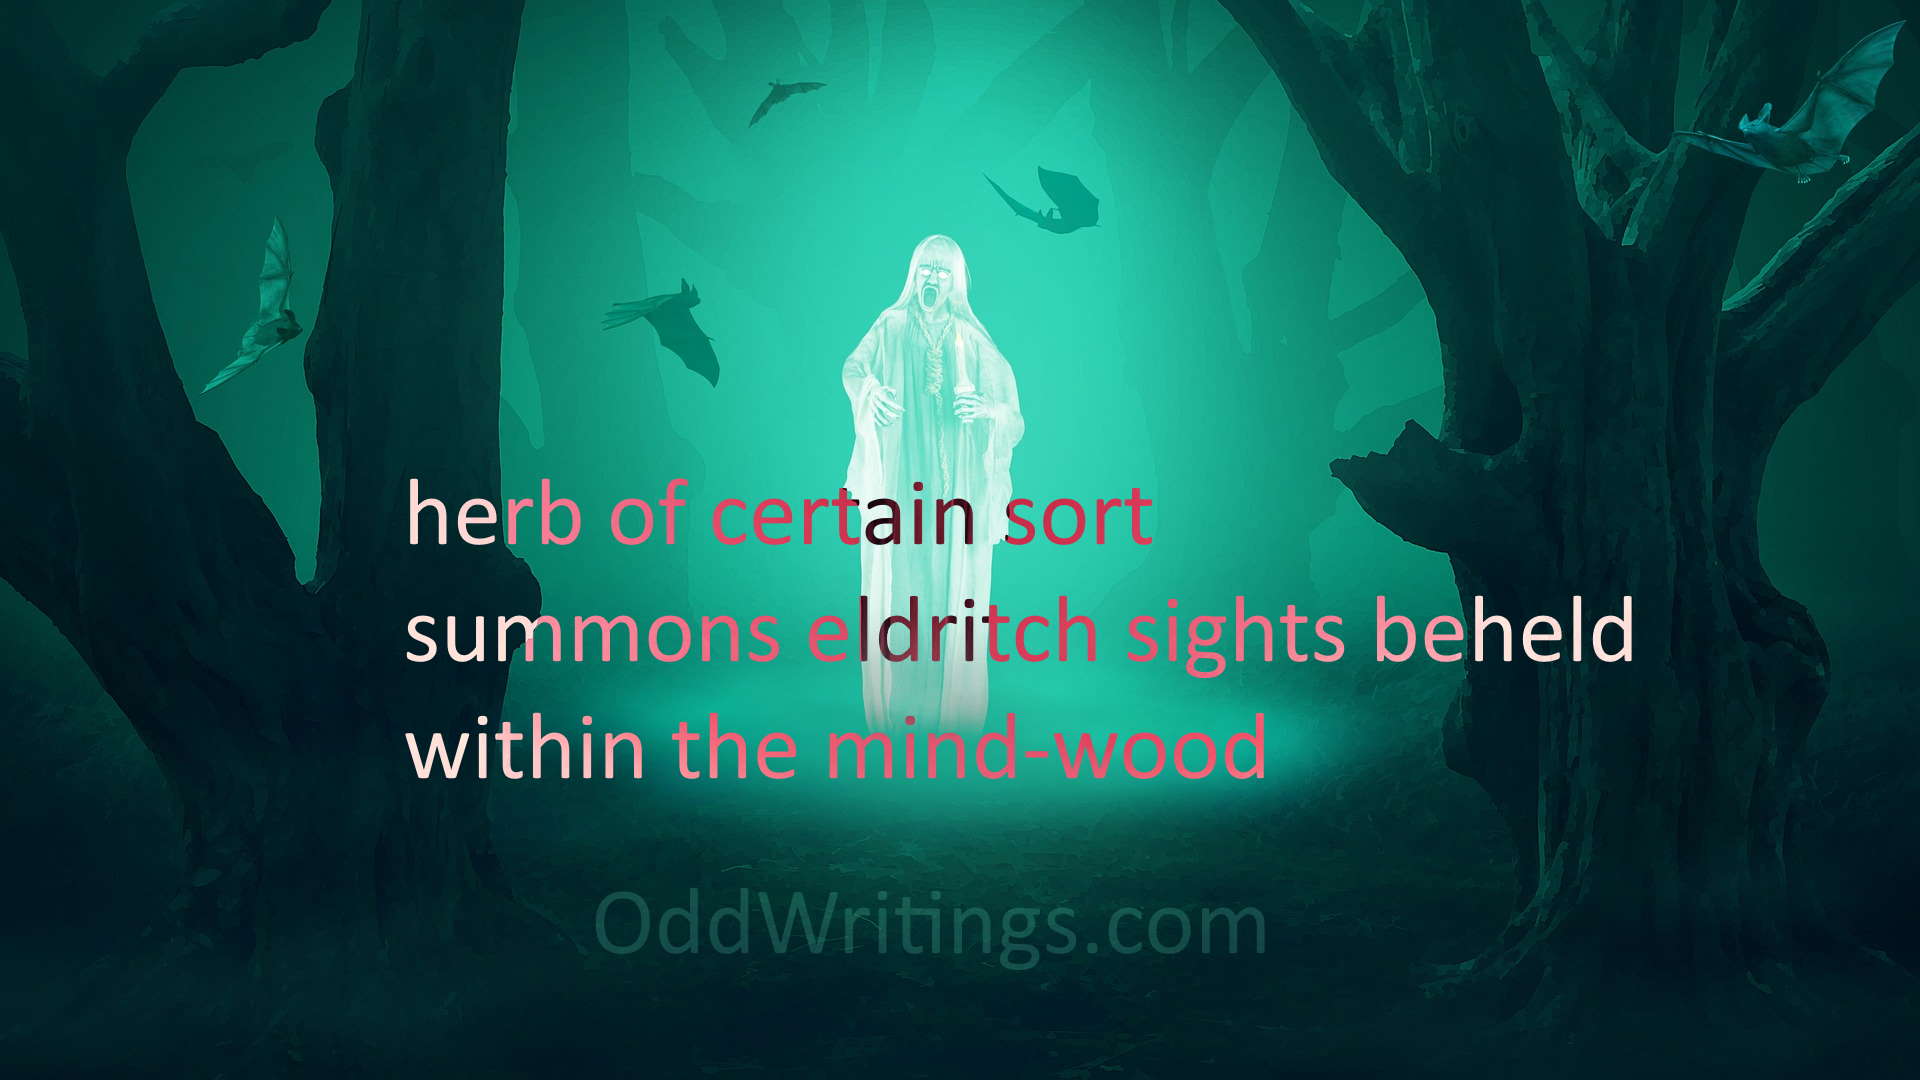 herb of certain sort
summons eldritch sights beheld
within the mind-wood
OddWritings.com